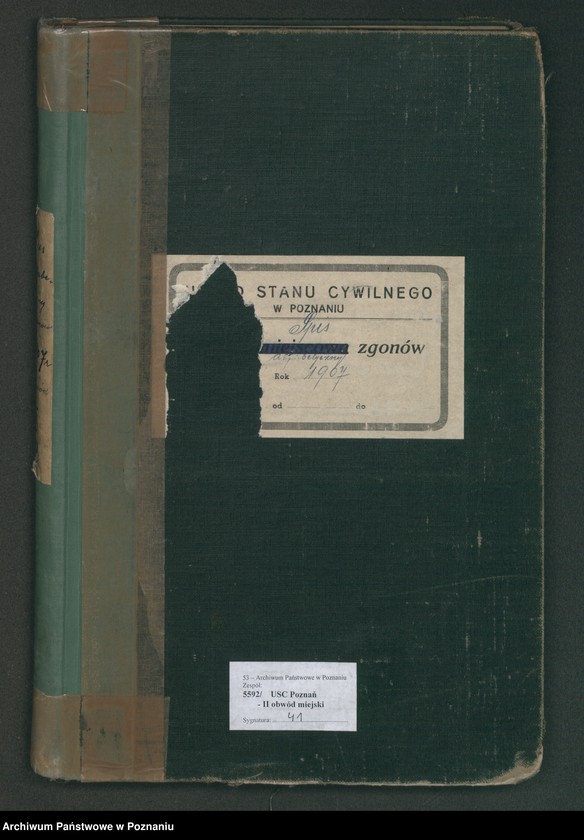 STANU CYWILNEGO
W POZNANIU
Spis
zgonów
Rok 1967
od do
53 – Archiwum Państwowe w Poznaniu
Zespół:
5592/ USC Poznań
- II obwód miejski
Sygnatura: 41
Archiwum Państwowe w Poznaniu